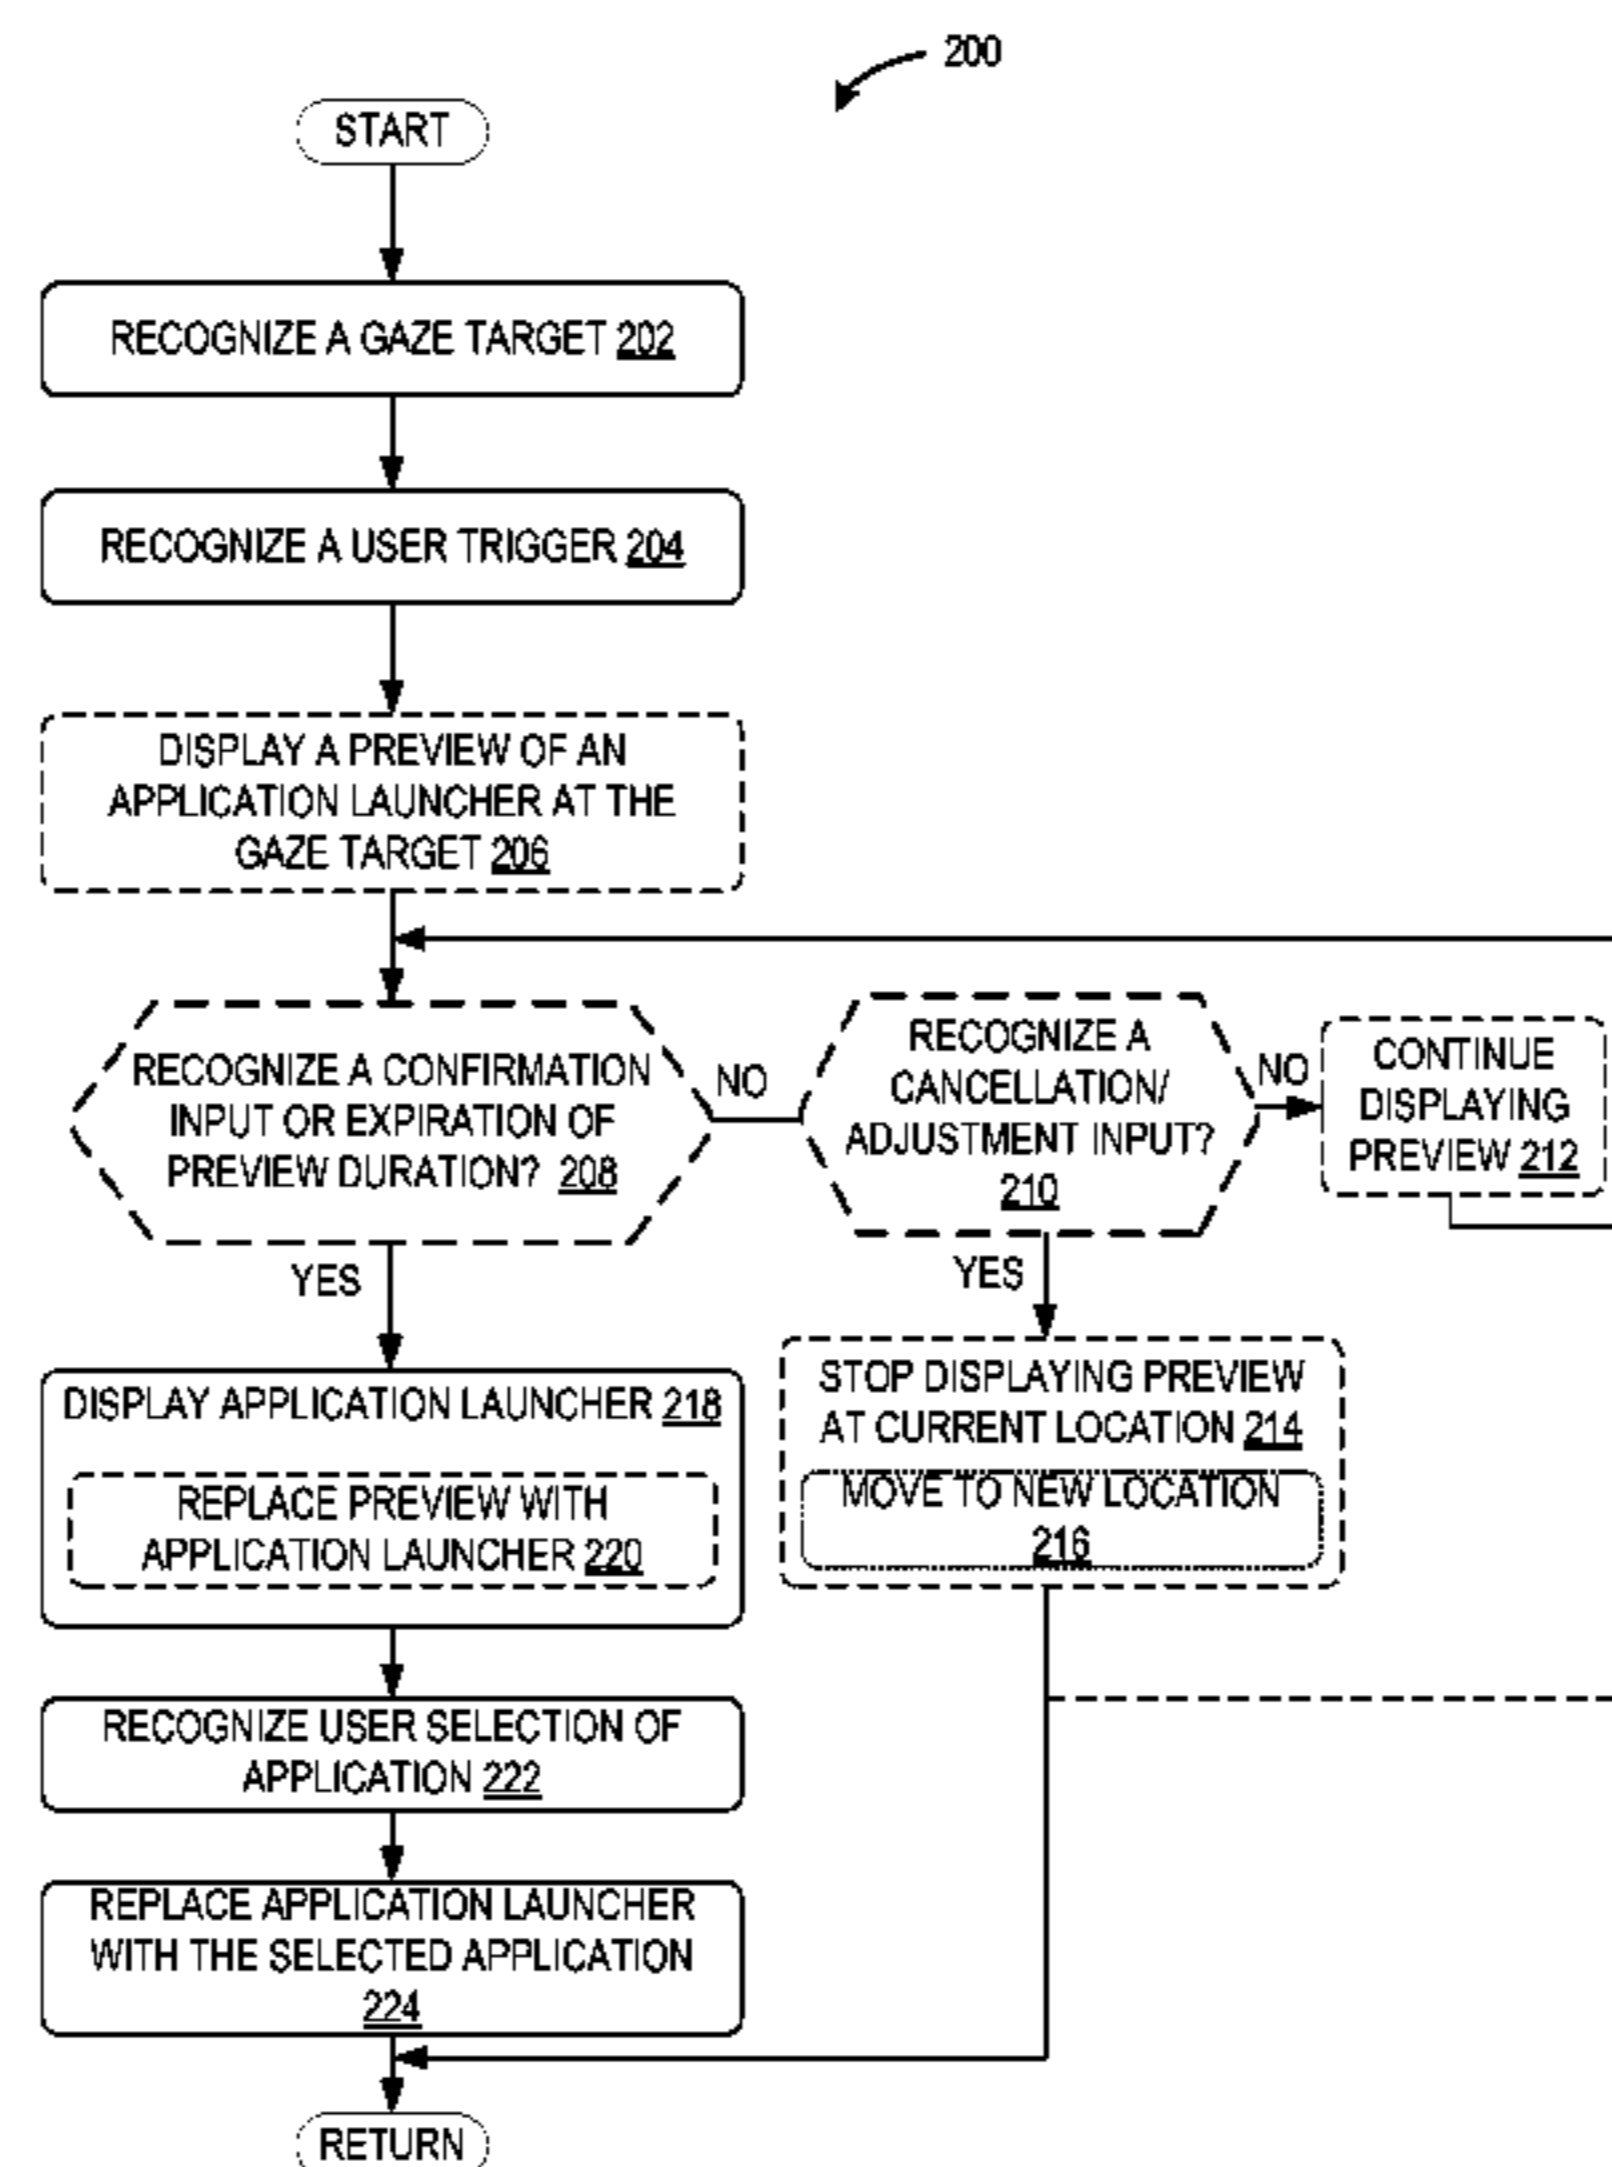 200
START
RECOGNIZE A GAZE TARGET 202
RECOGNIZE A USER TRIGGER 204
DISPLAY A PREVIEW OF AN
APPLICATION LAUNCHER AT THE
GAZE TARGET 206
RECOGNIZE A CONFIRMATION
INPUT OR EXPIRATION OF
PREVIEW DURATION? 208
NO
RECOGNIZE A
CANCELLATION/
ADJUSTMENT INPUT?
210
NO
CONTINUE
DISPLAYING
PREVIEW 212
YES
YES
STOP DISPLAYING PREVIEW
AT CURRENT LOCATION 214
MOVE TO NEW LOCATION
216
DISPLAY APPLICATION LAUNCHER 218
REPLACE PREVIEW WITH
APPLICATION LAUNCHER 220
RECOGNIZE USER SELECTION OF
APPLICATION 222
REPLACE APPLICATION LAUNCHER
WITH THE SELECTED APPLICATION
224
RETURN